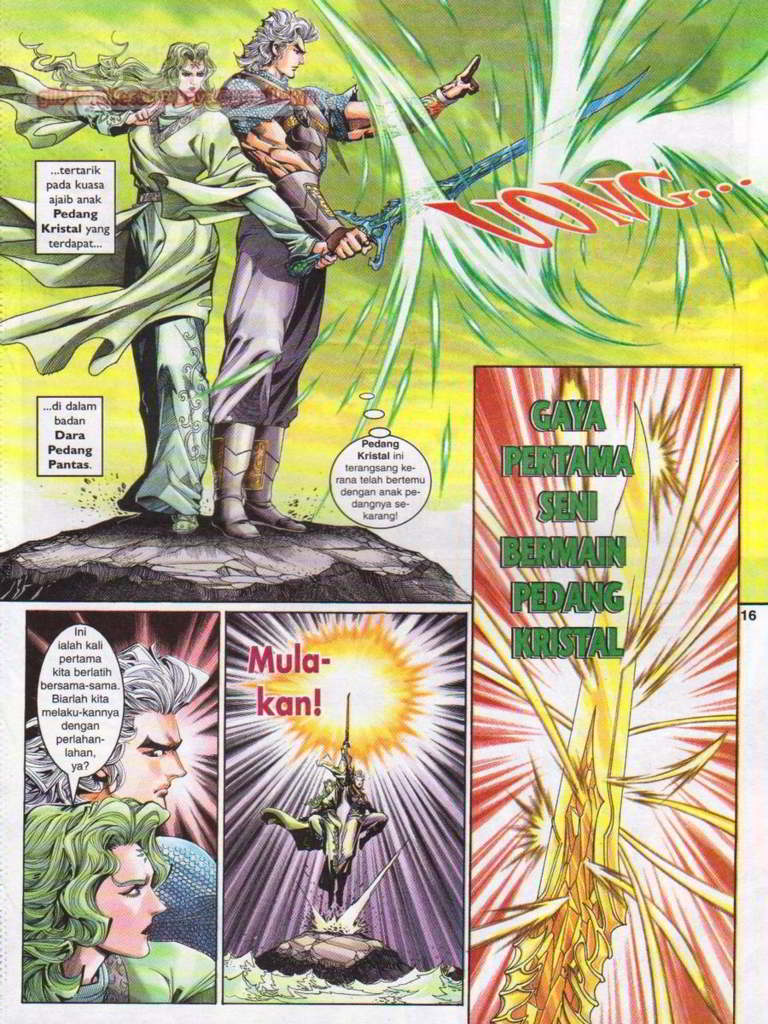 ...tertarik
pada kuasa
ajaib anak
Pedang
Kristal yang
terdapat...
UONG...
...di dalam
badan
Dara
Pedang
Pantas.
Pedang
Kristal ini
terangsang ke-
rana telah bertemu
dengan anak pe-
dangnya se-
karang!
GAYA
PERTAMA
SENI
BERMAIN
PEDANG
KRISTAL
16
Ini
ialah kali
pertama
kita berlatih
bersama-sama.
Biarlah kita
melaku-kannya
dengan
perlahan-
lahan,
ya?
Mula-
kan!